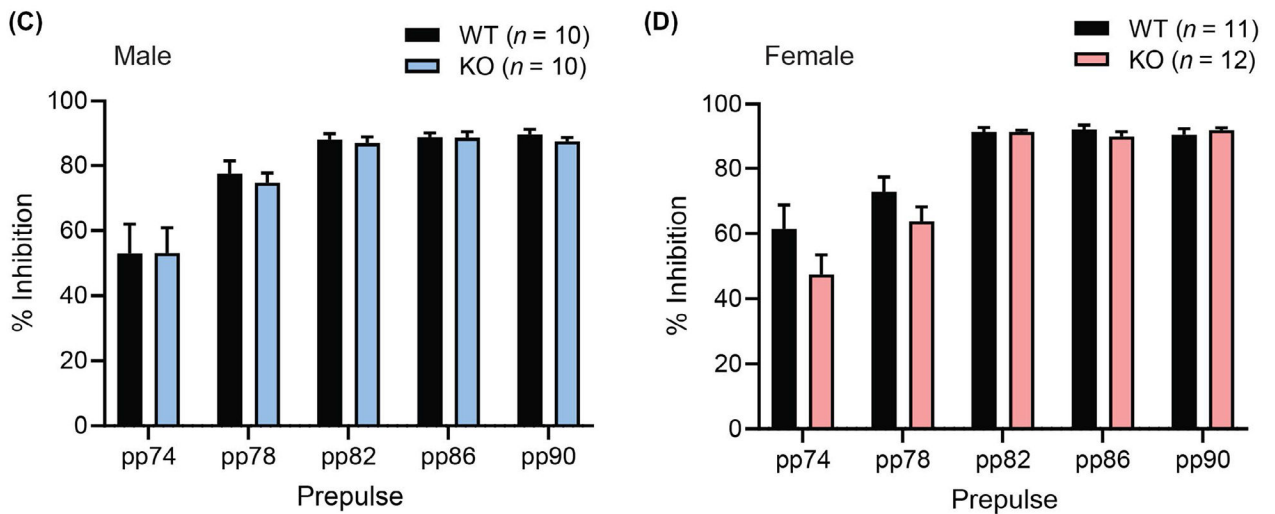 (C)
Male
WT (n = 10)
KO (n = 10)
% Inhibition
100
80
60
40
20
0
pp74 pp78 pp82 pp86 pp90
Prepulse
(D)
Female
WT (n = 11)
KO (n = 12)
% Inhibition
100
80
60
40
20
0
pp74 pp78 pp82 pp86 pp90
Prepulse